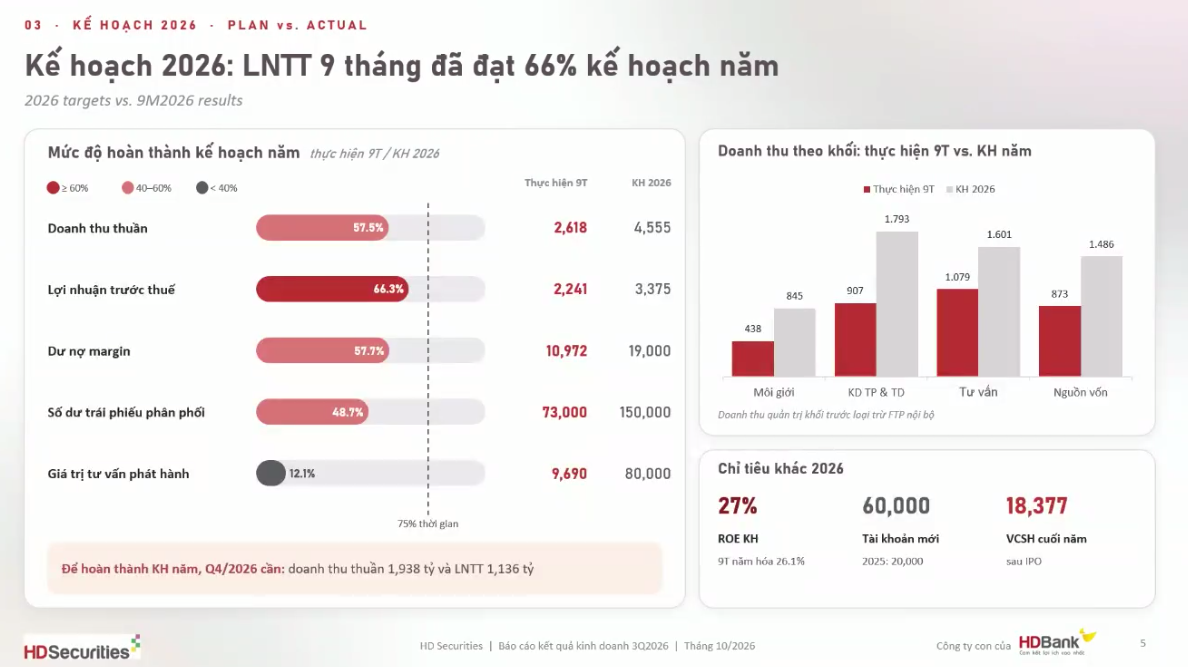 03 · KẾ HOẠCH 2026 · PLAN vs. ACTUAL
Kế hoạch 2026: LNTT 9 tháng đã đạt 66% kế hoạch năm
2026 targets vs. 9M2026 results
Mức độ hoàn thành kế hoạch năm thực hiện 9T / KH 2026
≥ 60% 40–60% < 40%
Thực hiện 9T KH 2026
Doanh thu thuần 57.5% 2,618 4,555
Lợi nhuận trước thuế 66.3% 2,241 3,375
Dư nợ margin 57.7% 10,972 19,000
Số dư trái phiếu phân phối 48.7% 73,000 150,000
Giá trị tư vấn phát hành 12.1% 9,690 80,000
75% thời gian
Để hoàn thành KH năm, Q4/2026 cần: doanh thu thuần 1,938 tỷ và LNTT 1,136 tỷ
Doanh thu theo khối: thực hiện 9T vs. KH năm
Thực hiện 9T KH 2026
438 845 907 1.793 1.079 1.601 873 1.486
Môi giới KD TP & TD Tư vấn Nguồn vốn
Doanh thu quản trị khối trước loại trừ FTP nội bộ
Chỉ tiêu khác 2026
27% 60,000 18,377
ROE KH Tài khoản mới VCSH cuối năm
9T năm hóa 26.1% 2025: 20,000 sau IPO
HDSecurities
HD Securities | Báo cáo kết quả kinh doanh 3Q2026 | Tháng 10/2026
Công ty con của HDBank
Cam kết lợi ích cao nhất
5